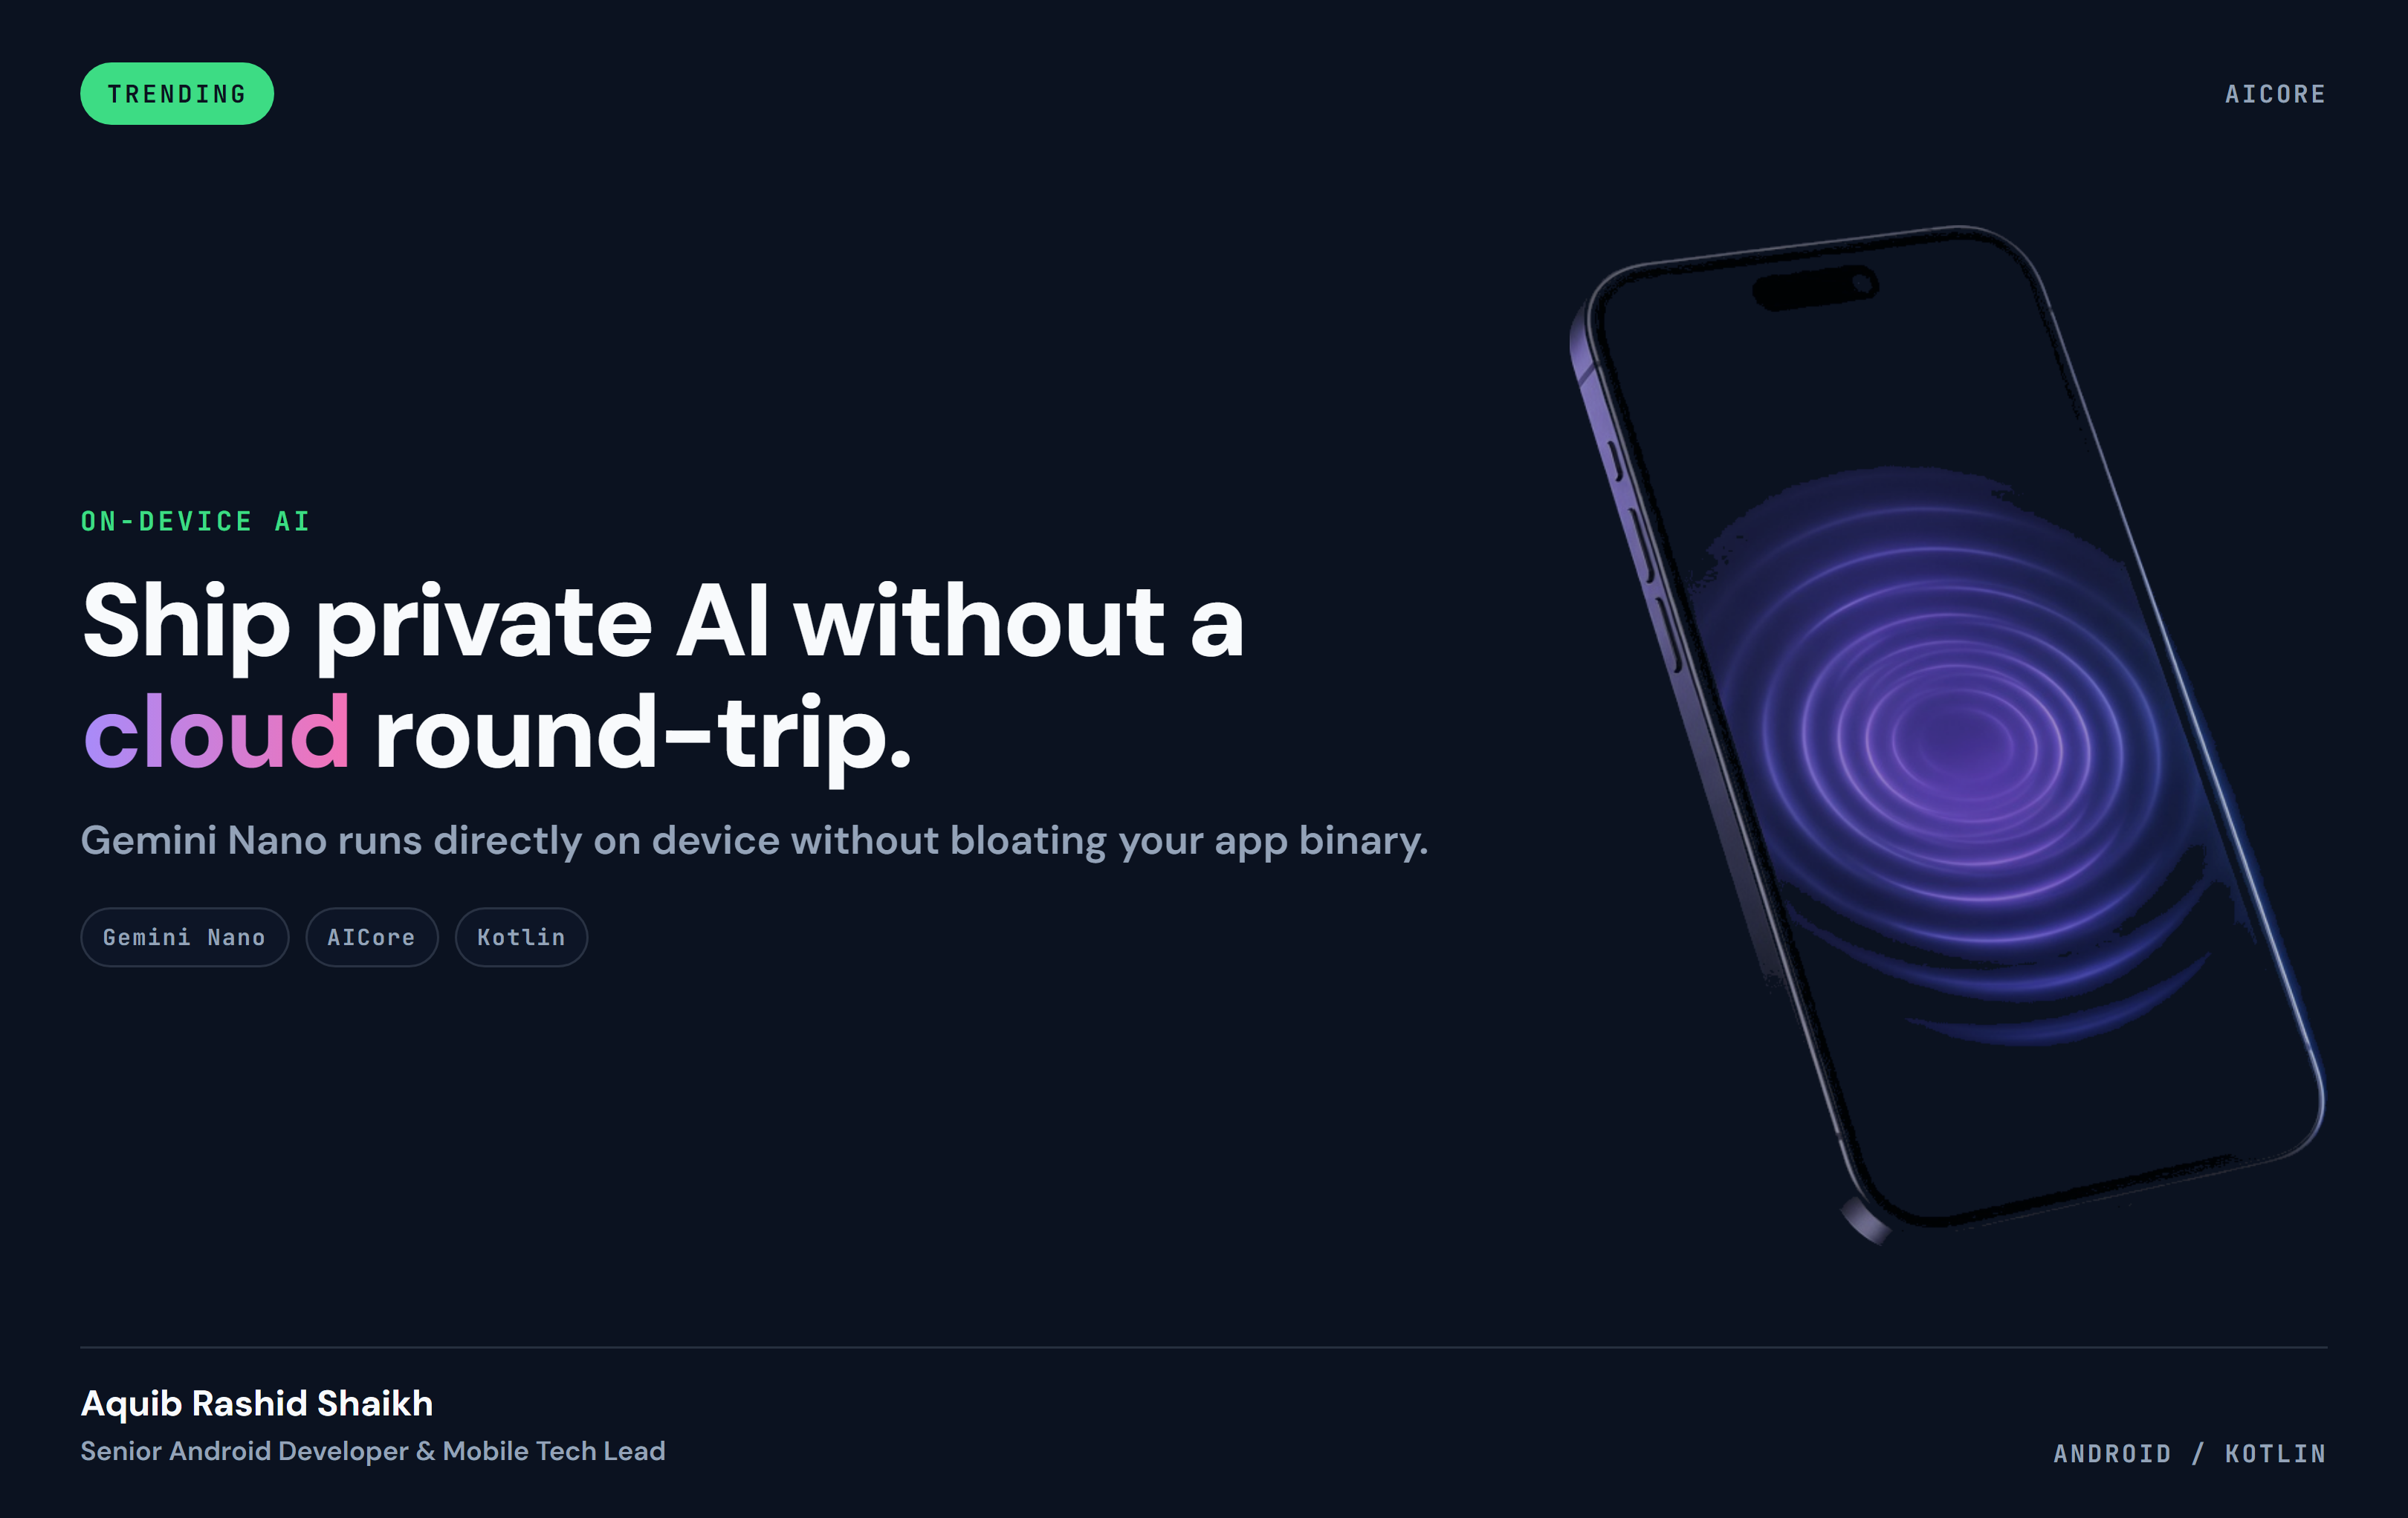 TRENDING
AICORE
ON-DEVICE AI
Ship private AI without a
cloud round-trip.
Gemini Nano runs directly on device without bloating your app binary.
Gemini Nano
AICore
Kotlin
Aquib Rashid Shaikh
Senior Android Developer & Mobile Tech Lead
ANDROID / KOTLIN